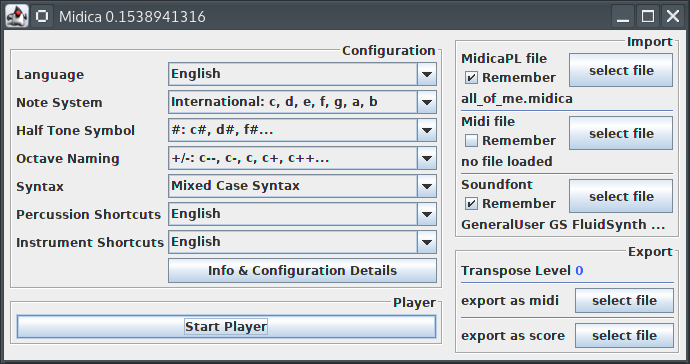 Midica 0.1538941316
Configuration
Language English
Note System International: c, d, e, f, g, a, b
Half Tone Symbol #: c#, d#, f#...
Octave Naming +/-: c--, c-, c, c+, c++...
Syntax Mixed Case Syntax
Percussion Shortcuts English
Instrument Shortcuts English
Info & Configuration Details
Player
Start Player
Import
MidicaPL file
Remember
select file
all_of_me.midica
Midi file
Remember
select file
no file loaded
Soundfont
Remember
select file
GeneralUser GS FluidSynth ...
Export
Transpose Level 0
export as midi select file
export as score select file